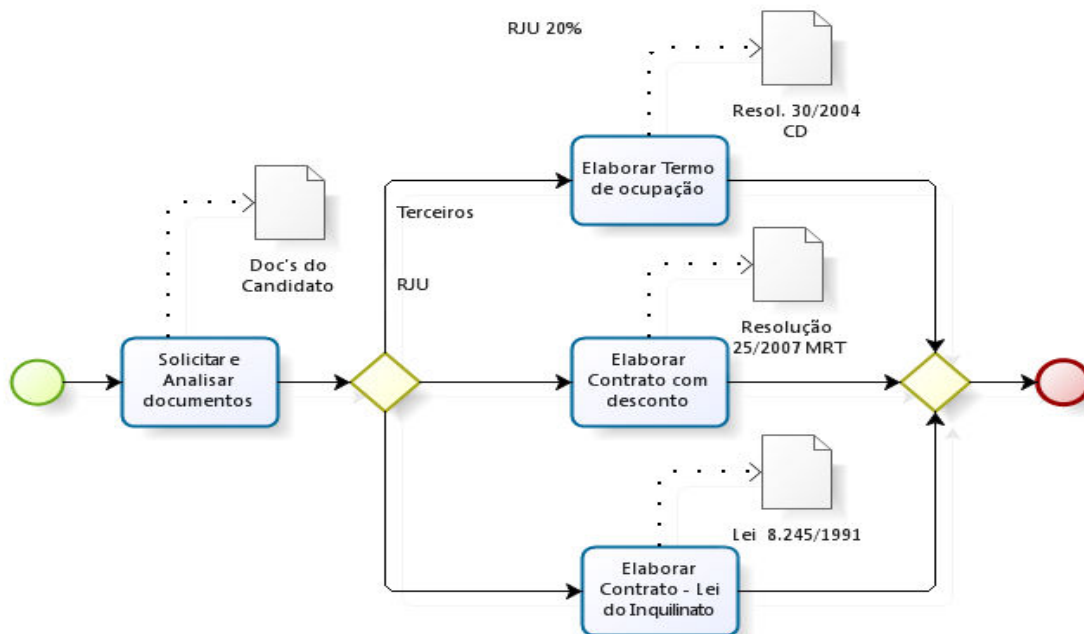 RJU 20%
Resol. 30/2004
CD
Elaborar Termo
de ocupação
Terceiros
Doc's do
Candidato
RJU
Resolução
25/2007 MRT
Solicitar e
Analisar
documentos
Elaborar
Contrato com
desconto
Lei 8.245/1991
Elaborar
Contrato - Lei
do Inquilinato